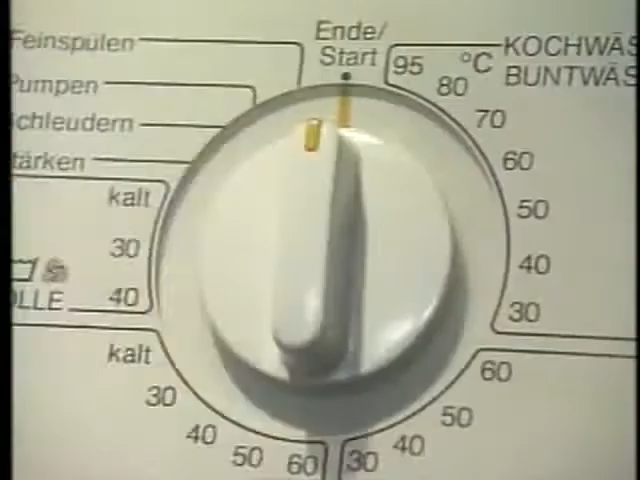 Feinspülen
Pumpen
chleudern
tärken
kalt
30
40
OLLE
kalt
30
40
50
60
Ende/
Start
95 °C KOCHWÄS
80 BUNTWÄS
70
60
50
40
30
60
50
40
30